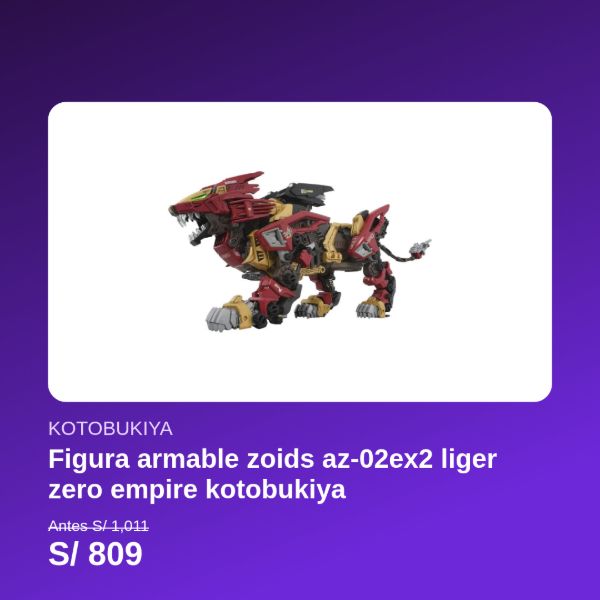 KOTOBUKIYA
Figura armable zoids az-02ex2 liger
zero empire kotobukiya
Antes S/ 1,011
S/ 809